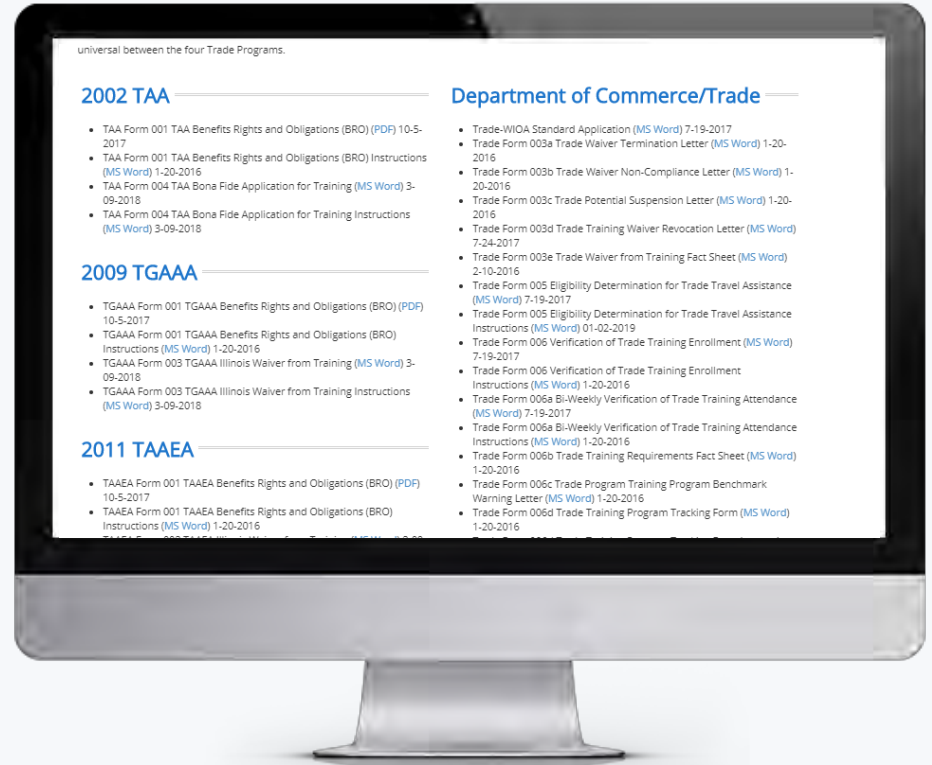 universal between the four Trade Programs.
2002 TAA
TAA Form 001 TAA Benefits Rights and Obligations (BRO) (PDF) 10-5-
2017
TAA Form 001 TAA Benefits Rights and Obligations (BRO) Instructions
(MS Word) 1-20-2016
TAA Form 004 TAA Bona Fide Application for Training (MS Word) 3-
09-2018
TAA Form 004 TAA Bona Fide Application for Training Instructions
(MS Word) 3-09-2018
2009 TGAAA
TGAAA Form 001 TGAAA Benefits Rights and Obligations (BRO) (PDF)
10-5-2017
TGAAA Form 001 TGAAA Benefits Rights and Obligations (BRO)
Instructions (MS Word) 1-20-2016
TGAAA Form 003 TGAAA Illinois Waiver from Training (MS Word) 3-
09-2018
TGAAA Form 003 TGAAA Illinois Waiver from Training Instructions
(MS Word) 3-09-2018
2011 TAAEA
TAAEA Form 001 TAAEA Benefits Rights and Obligations (BRO) (PDF)
10-5-2017
TAAEA Form 001 TAAEA Benefits Rights and Obligations (BRO)
Instructions (MS Word) 1-20-2016
Department of Commerce/Trade
Trade-WIOA Standard Application (MS Word) 7-19-2017
Trade Form 003a Trade Waiver Termination Letter (MS Word) 1-20-
2016
Trade Form 003b Trade Waiver Non-Compliance Letter (MS Word) 1-
20-2016
Trade Form 003c Trade Potential Suspension Letter (MS Word) 1-20-
2016
Trade Form 003d Trade Training Waiver Revocation Letter (MS Word)
7-24-2017
Trade Form 003e Trade Waiver from Training Fact Sheet (MS Word)
2-10-2016
Trade Form 005 Eligibility Determination for Trade Travel Assistance
(MS Word) 7-19-2017
Trade Form 005 Eligibility Determination for Trade Travel Assistance
Instructions (MS Word) 01-02-2019
Trade Form 006 Verification of Trade Training Enrollment (MS Word)
7-19-2017
Trade Form 006 Verification of Trade Training Enrollment
Instructions (MS Word) 1-20-2016
Trade Form 006a Bi-Weekly Verification of Trade Training Attendance
(MS Word) 7-19-2017
Trade Form 006a Bi-Weekly Verification of Trade Training Attendance
Instructions (MS Word) 1-20-2016
Trade Form 006b Trade Training Requirements Fact Sheet (MS Word)
1-20-2016
Trade Form 006c Trade Program Training Program Benchmark
Warning Letter (MS Word) 1-20-2016
Trade Form 006d Trade Training Program Tracking Form (MS Word)
1-20-2016